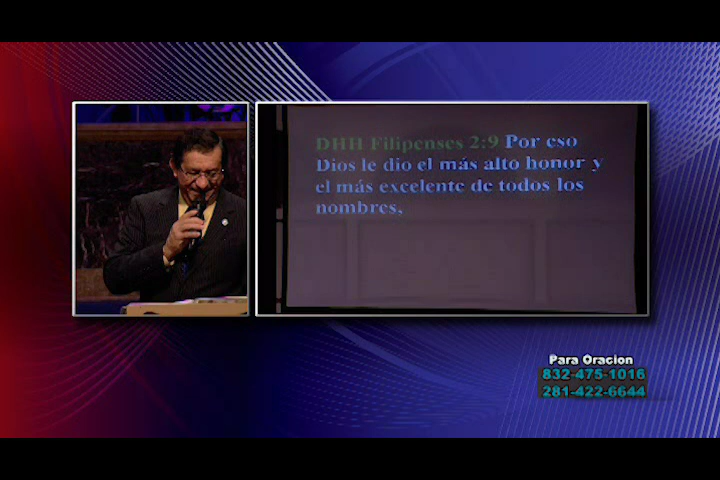 DHH Filipenses 2:9 Por eso
Dios le dio el más alto honor y
el más excelente de todos los
nombres,
Para Oracion
832-475-1016
281-422-6644